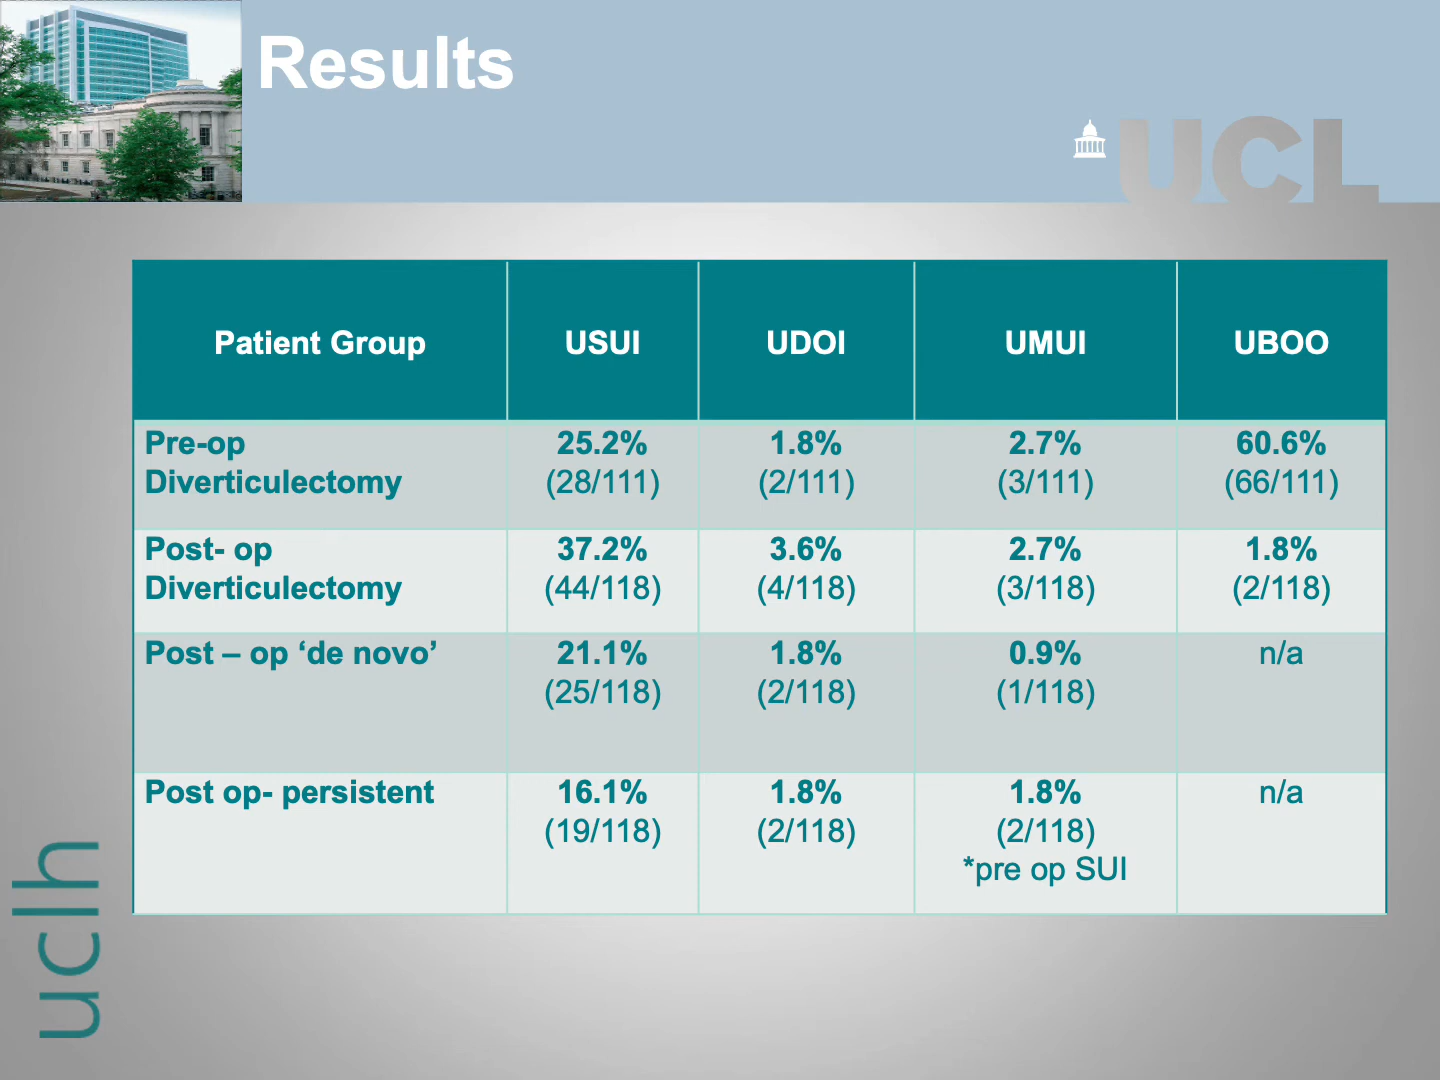 Results
UCL
Patient Group
USUI
UDOI
UMUI
UBOO
Pre-op
Diverticulectomy
25.2%
(28/111)
1.8%
(2/111)
2.7%
(3/111)
60.6%
(66/111)
Post- op
Diverticulectomy
37.2%
(44/118)
3.6%
(4/118)
2.7%
(3/118)
1.8%
(2/118)
Post – op ‘de novo’
21.1%
(25/118)
1.8%
(2/118)
0.9%
(1/118)
n/a
Post op- persistent
16.1%
(19/118)
1.8%
(2/118)
1.8%
(2/118)
*pre op SUI
n/a
uclh